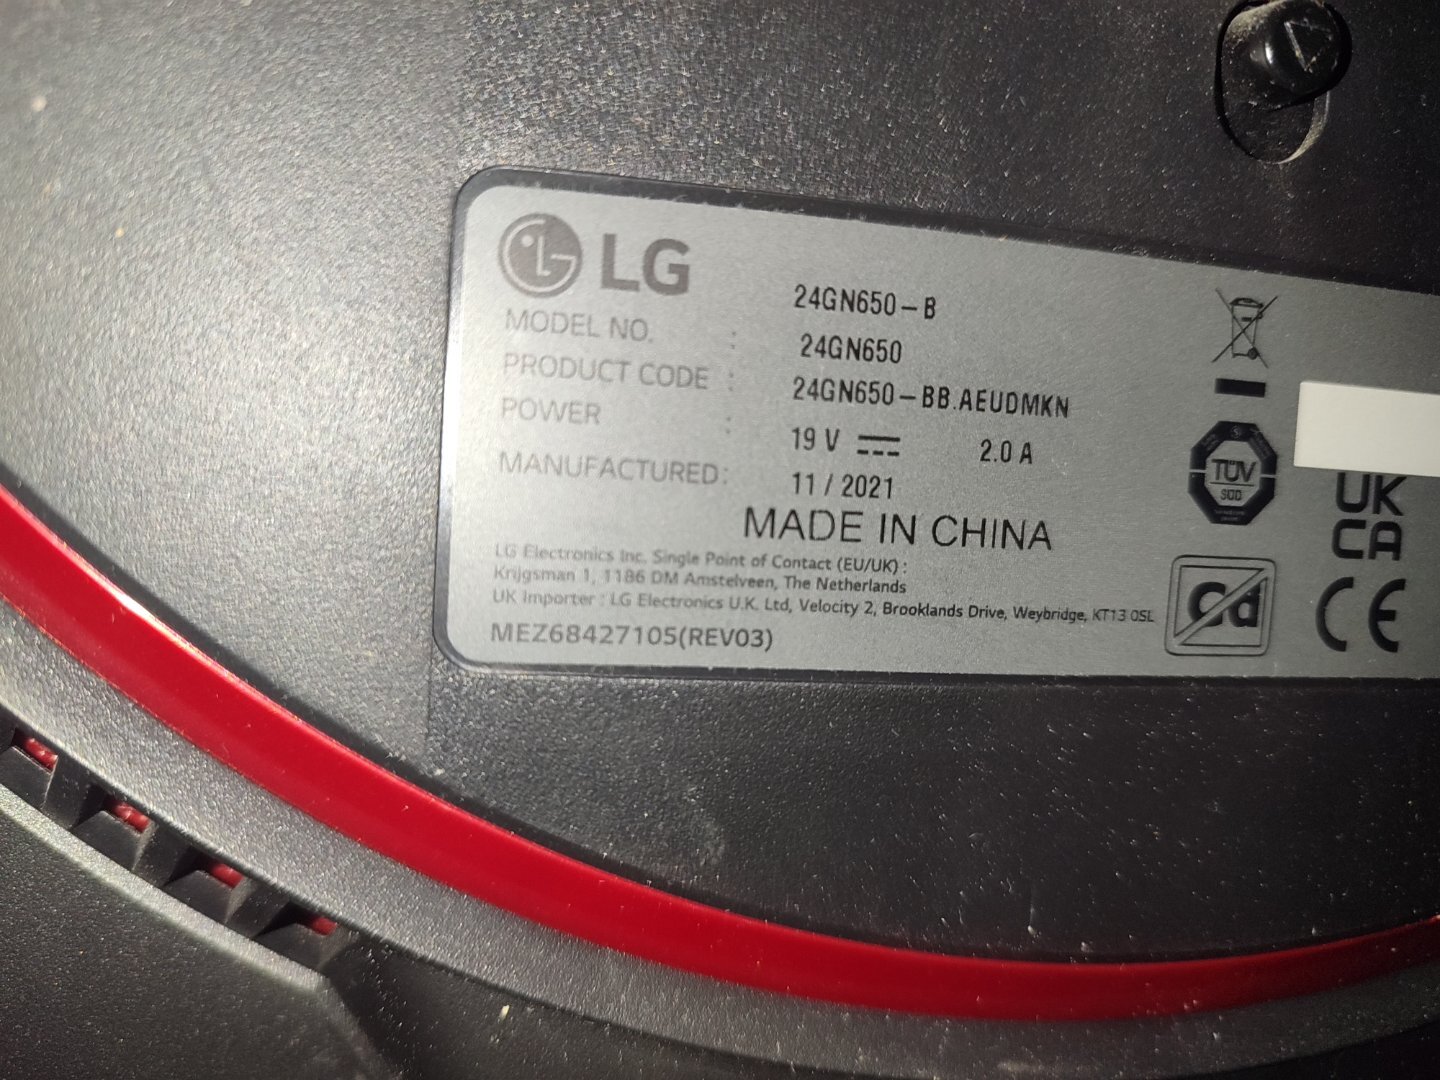 LG
24GN650-B
MODEL NO. : 24GN650
PRODUCT CODE : 24GN650-BB.AEUDMKN
POWER : 19 V 2.0 A
MANUFACTURED: 11 / 2021
MADE IN CHINA
LG Electronics Inc. Single Point of Contact (EU/UK) :
Krijgsman 1, 1186 DM Amstelveen, The Netherlands
UK Importer : LG Electronics U.K. Ltd, Velocity 2, Brooklands Drive, Weybridge, KT13 0SL
MEZ68427105(REV03)
TÜV
SÜD
Cd
UK
CA
CE